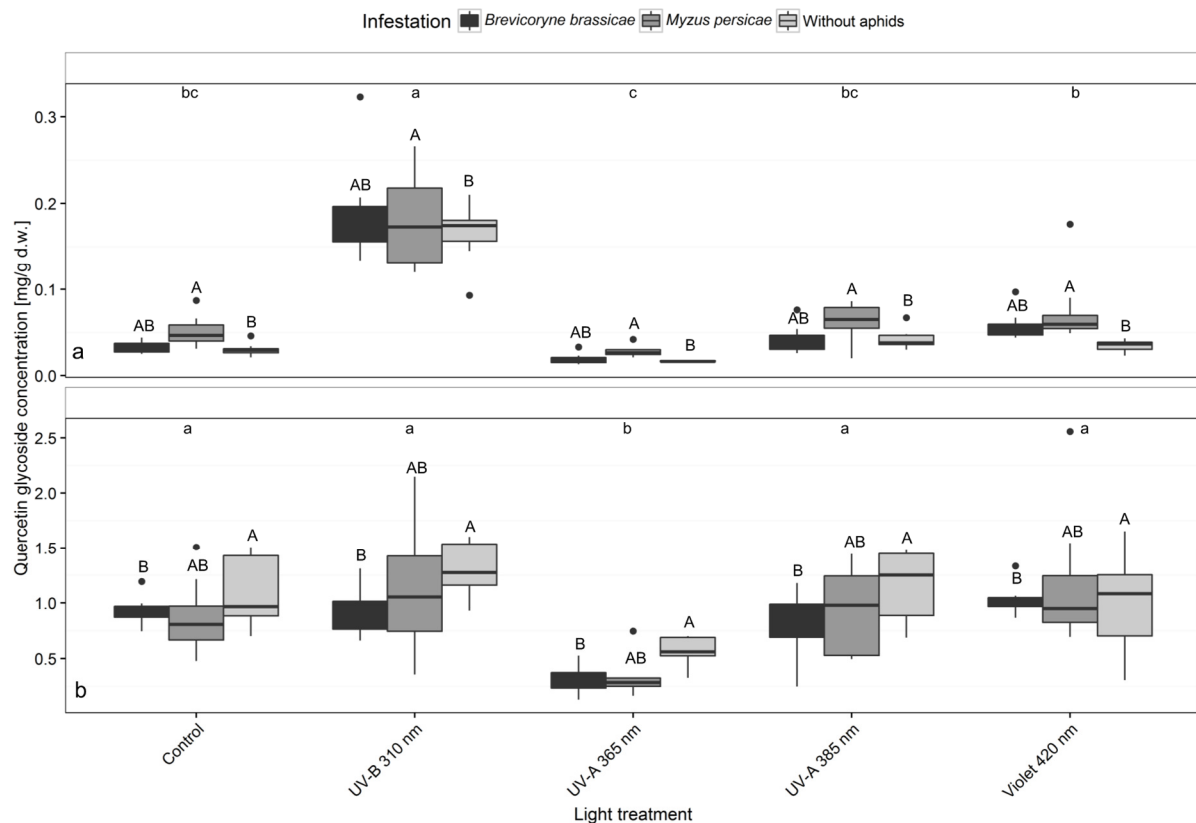 Infestation Brevicoryne brassicae Myzus persicae Without aphids
Quercetin glycoside concentration [mg/g d.w.]
bc a c bc b
0.3
0.2
0.1
0.0
AB A B
AB A B
AB A B
AB A B
AB A B
a
a a b a a
2.5
2.0
1.5
1.0
0.5
B AB A
B AB A
B AB A
B AB A
B AB A
b
Control
UV-B 310 nm
UV-A 365 nm
UV-A 385 nm
Violet 420 nm
Light treatment